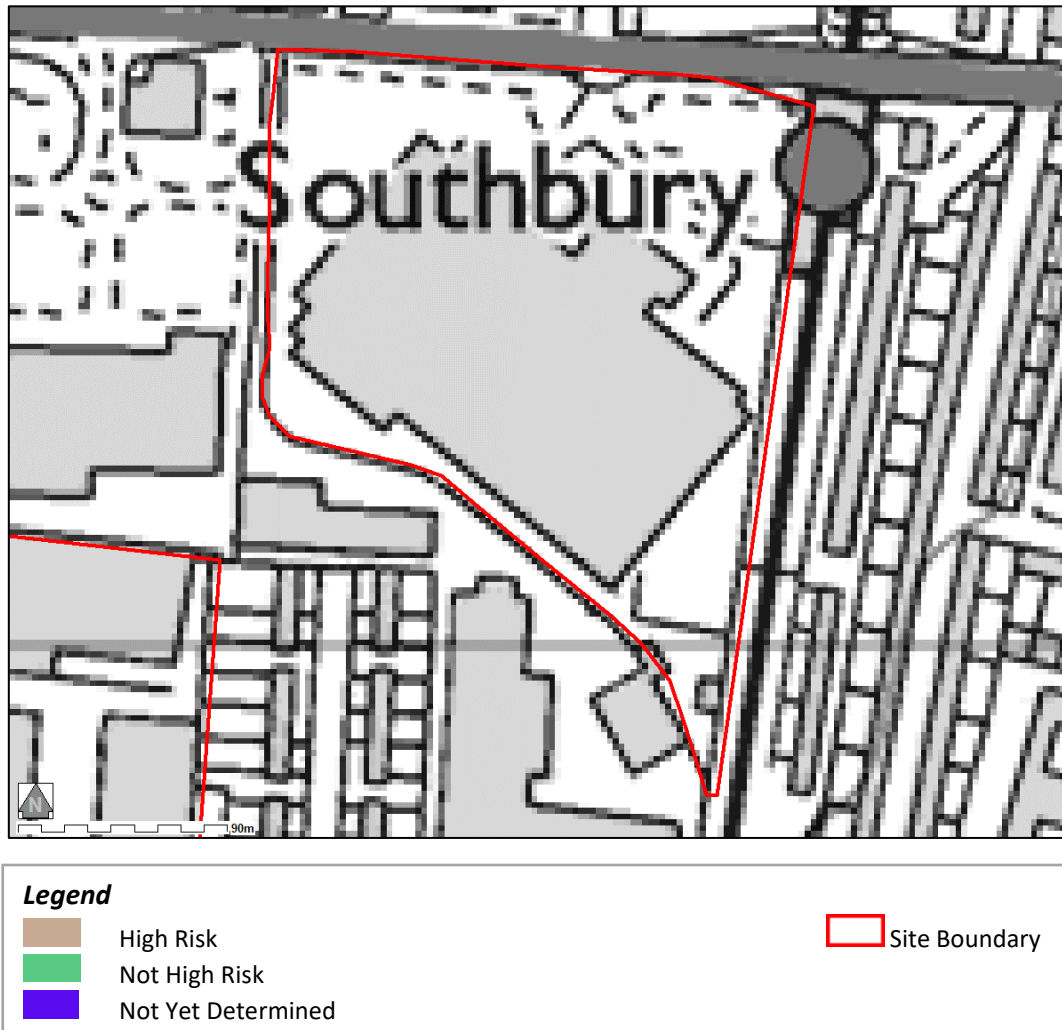 Southbury
N
90m
Legend
High Risk
Site Boundary
Not High Risk
Not Yet Determined